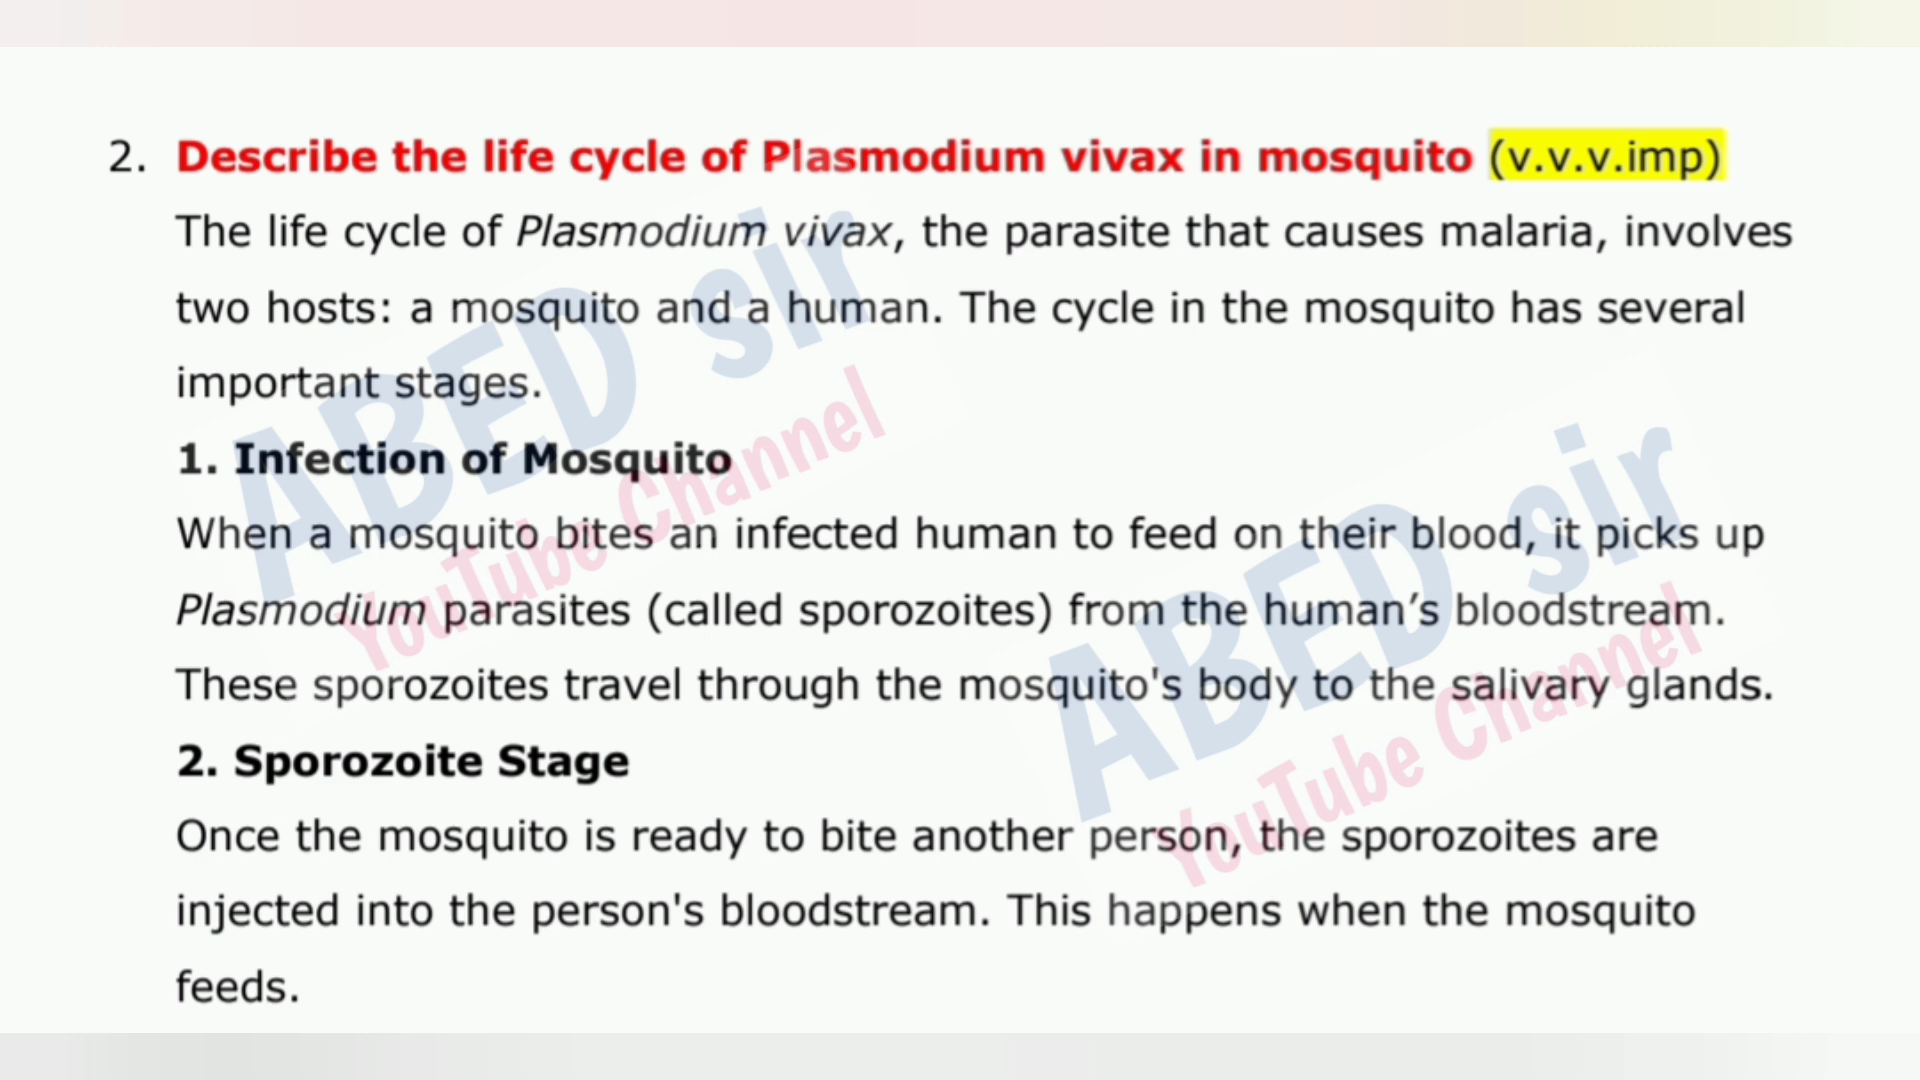 2. Describe the life cycle of Plasmodium vivax in mosquito (v.v.v.imp)
The life cycle of Plasmodium vivax, the parasite that causes malaria, involves
two hosts: a mosquito and a human. The cycle in the mosquito has several
important stages.
1. Infection of Mosquito
When a mosquito bites an infected human to feed on their blood, it picks up
Plasmodium parasites (called sporozoites) from the human’s bloodstream.
These sporozoites travel through the mosquito's body to the salivary glands.
2. Sporozoite Stage
Once the mosquito is ready to bite another person, the sporozoites are
injected into the person's bloodstream. This happens when the mosquito
feeds.
ABED sir
YouTube Channel
ABED sir
YouTube Channel